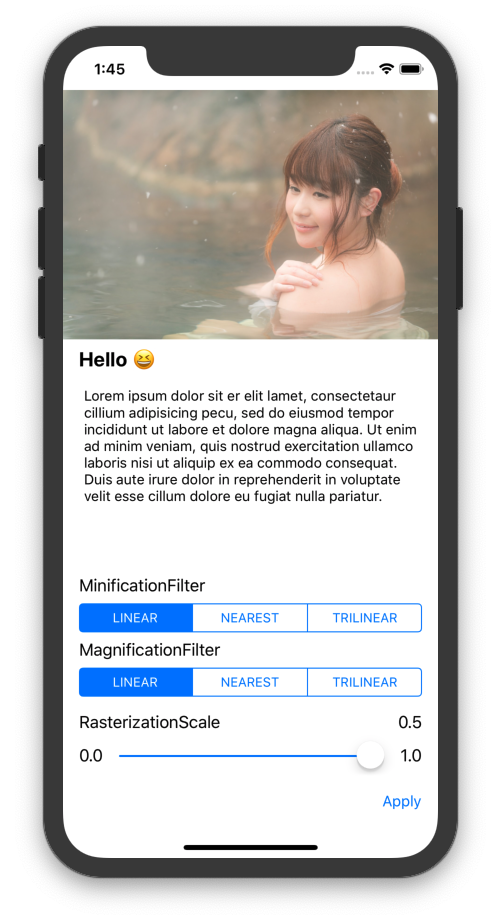 1:45
Hello 😆
Lorem ipsum dolor sit er elit lamet, consectetaur
cillium adipisicing pecu, sed do eiusmod tempor
incididunt ut labore et dolore magna aliqua. Ut enim
ad minim veniam, quis nostrud exercitation ullamco
laboris nisi ut aliquip ex ea commodo consequat.
Duis aute irure dolor in reprehenderit in voluptate
velit esse cillum dolore eu fugiat nulla pariatur.
MinificationFilter
LINEAR NEAREST TRILINEAR
MagnificationFilter
LINEAR NEAREST TRILINEAR
RasterizationScale 0.5
0.0 1.0
Apply